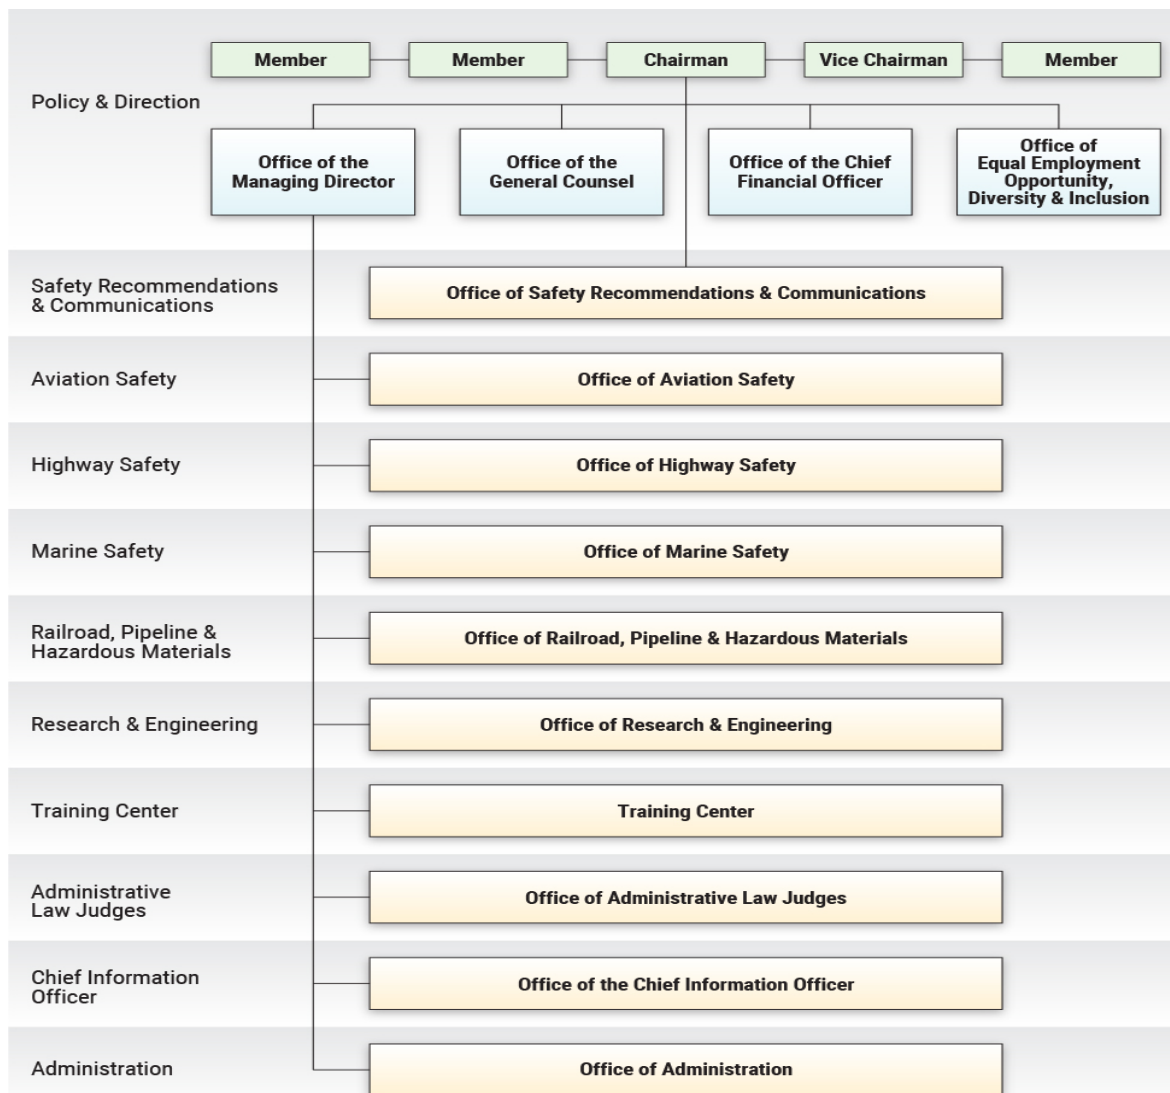 Member
Member
Chairman
Vice Chairman
Member
Policy & Direction
Office of the
Managing Director
Office of the
General Counsel
Office of the Chief
Financial Officer
Office of
Equal Employment
Opportunity,
Diversity & Inclusion
Safety Recommendations
& Communications
Office of Safety Recommendations & Communications
Aviation Safety
Office of Aviation Safety
Highway Safety
Office of Highway Safety
Marine Safety
Office of Marine Safety
Railroad, Pipeline &
Hazardous Materials
Office of Railroad, Pipeline & Hazardous Materials
Research & Engineering
Office of Research & Engineering
Training Center
Training Center
Administrative
Law Judges
Office of Administrative Law Judges
Chief Information
Officer
Office of the Chief Information Officer
Administration
Office of Administration